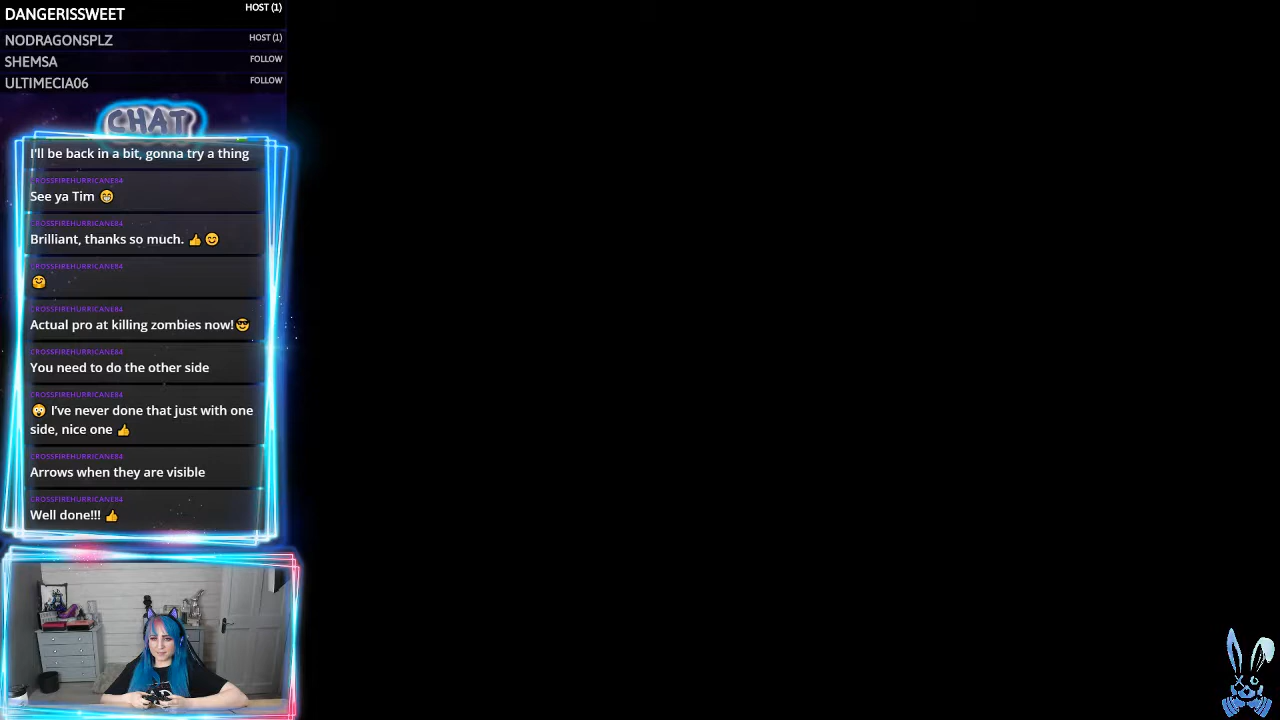 DANGERISSWEET HOST (1)
NODRAGONSPLZ HOST (1)
SHEMSA FOLLOW
ULTIMECIA06 FOLLOW
CHAT
I'll be back in a bit, gonna try a thing
CROSSFIREHURRICANE84
See ya Tim 😁
CROSSFIREHURRICANE84
Brilliant, thanks so much. 👍 😊
CROSSFIREHURRICANE84
🤗
CROSSFIREHURRICANE84
Actual pro at killing zombies now! 😎
CROSSFIREHURRICANE84
You need to do the other side
CROSSFIREHURRICANE84
😳 I've never done that just with one
side, nice one 👍
CROSSFIREHURRICANE84
Arrows when they are visible
CROSSFIREHURRICANE84
Well done!!! 👍